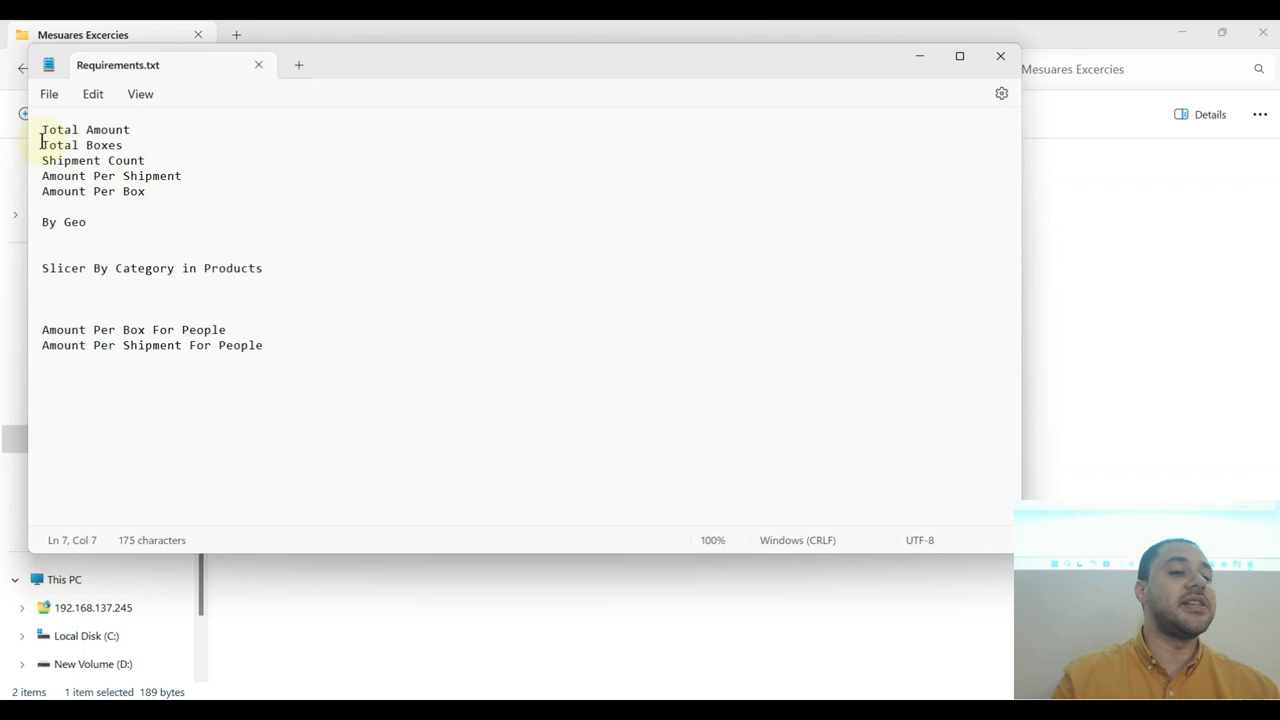 Mesuares Excercies
Requirements.txt
Mesuares Excercies
File Edit View
Details
Total Amount
Total Boxes
Shipment Count
Amount Per Shipment
Amount Per Box
By Geo
Slicer By Category in Products
Amount Per Box For People
Amount Per Shipment For People
Ln 7, Col 7 175 characters 100% Windows (CRLF) UTF-8
This PC
192.168.137.245
Local Disk (C:)
New Volume (D:)
2 items 1 item selected 189 bytes